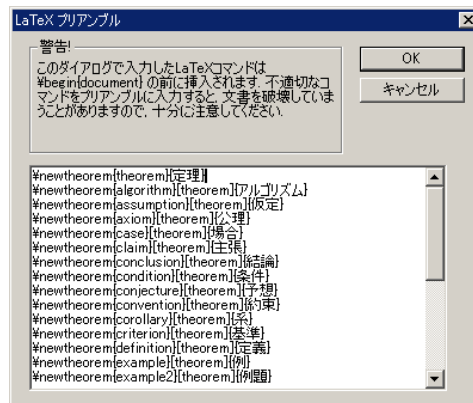 LaTeX プリアンブル
警告!
このダイアログで入力したLaTeXコマンドは
¥begin{document} の前に挿入されます. 不適切なコ
マンドをプリアンブルに入力すると, 文書を破壊していま
うことがありますので, 十分に注意してください.
OK
キャンセル
¥newtheorem{theorem}{定理}
¥newtheorem{algorithm}[theorem]{アルゴリズム}
¥newtheorem{assumption}[theorem]{仮定}
¥newtheorem{axiom}[theorem]{公理}
¥newtheorem{case}[theorem]{場合}
¥newtheorem{claim}[theorem]{主張}
¥newtheorem{conclusion}[theorem]{結論}
¥newtheorem{condition}[theorem]{条件}
¥newtheorem{conjecture}[theorem]{予想}
¥newtheorem{convention}[theorem]{約束}
¥newtheorem{corollary}[theorem]{系}
¥newtheorem{criterion}[theorem]{基準}
¥newtheorem{definition}[theorem]{定義}
¥newtheorem{example}[theorem]{例}
¥newtheorem{example2}[theorem]{例題}